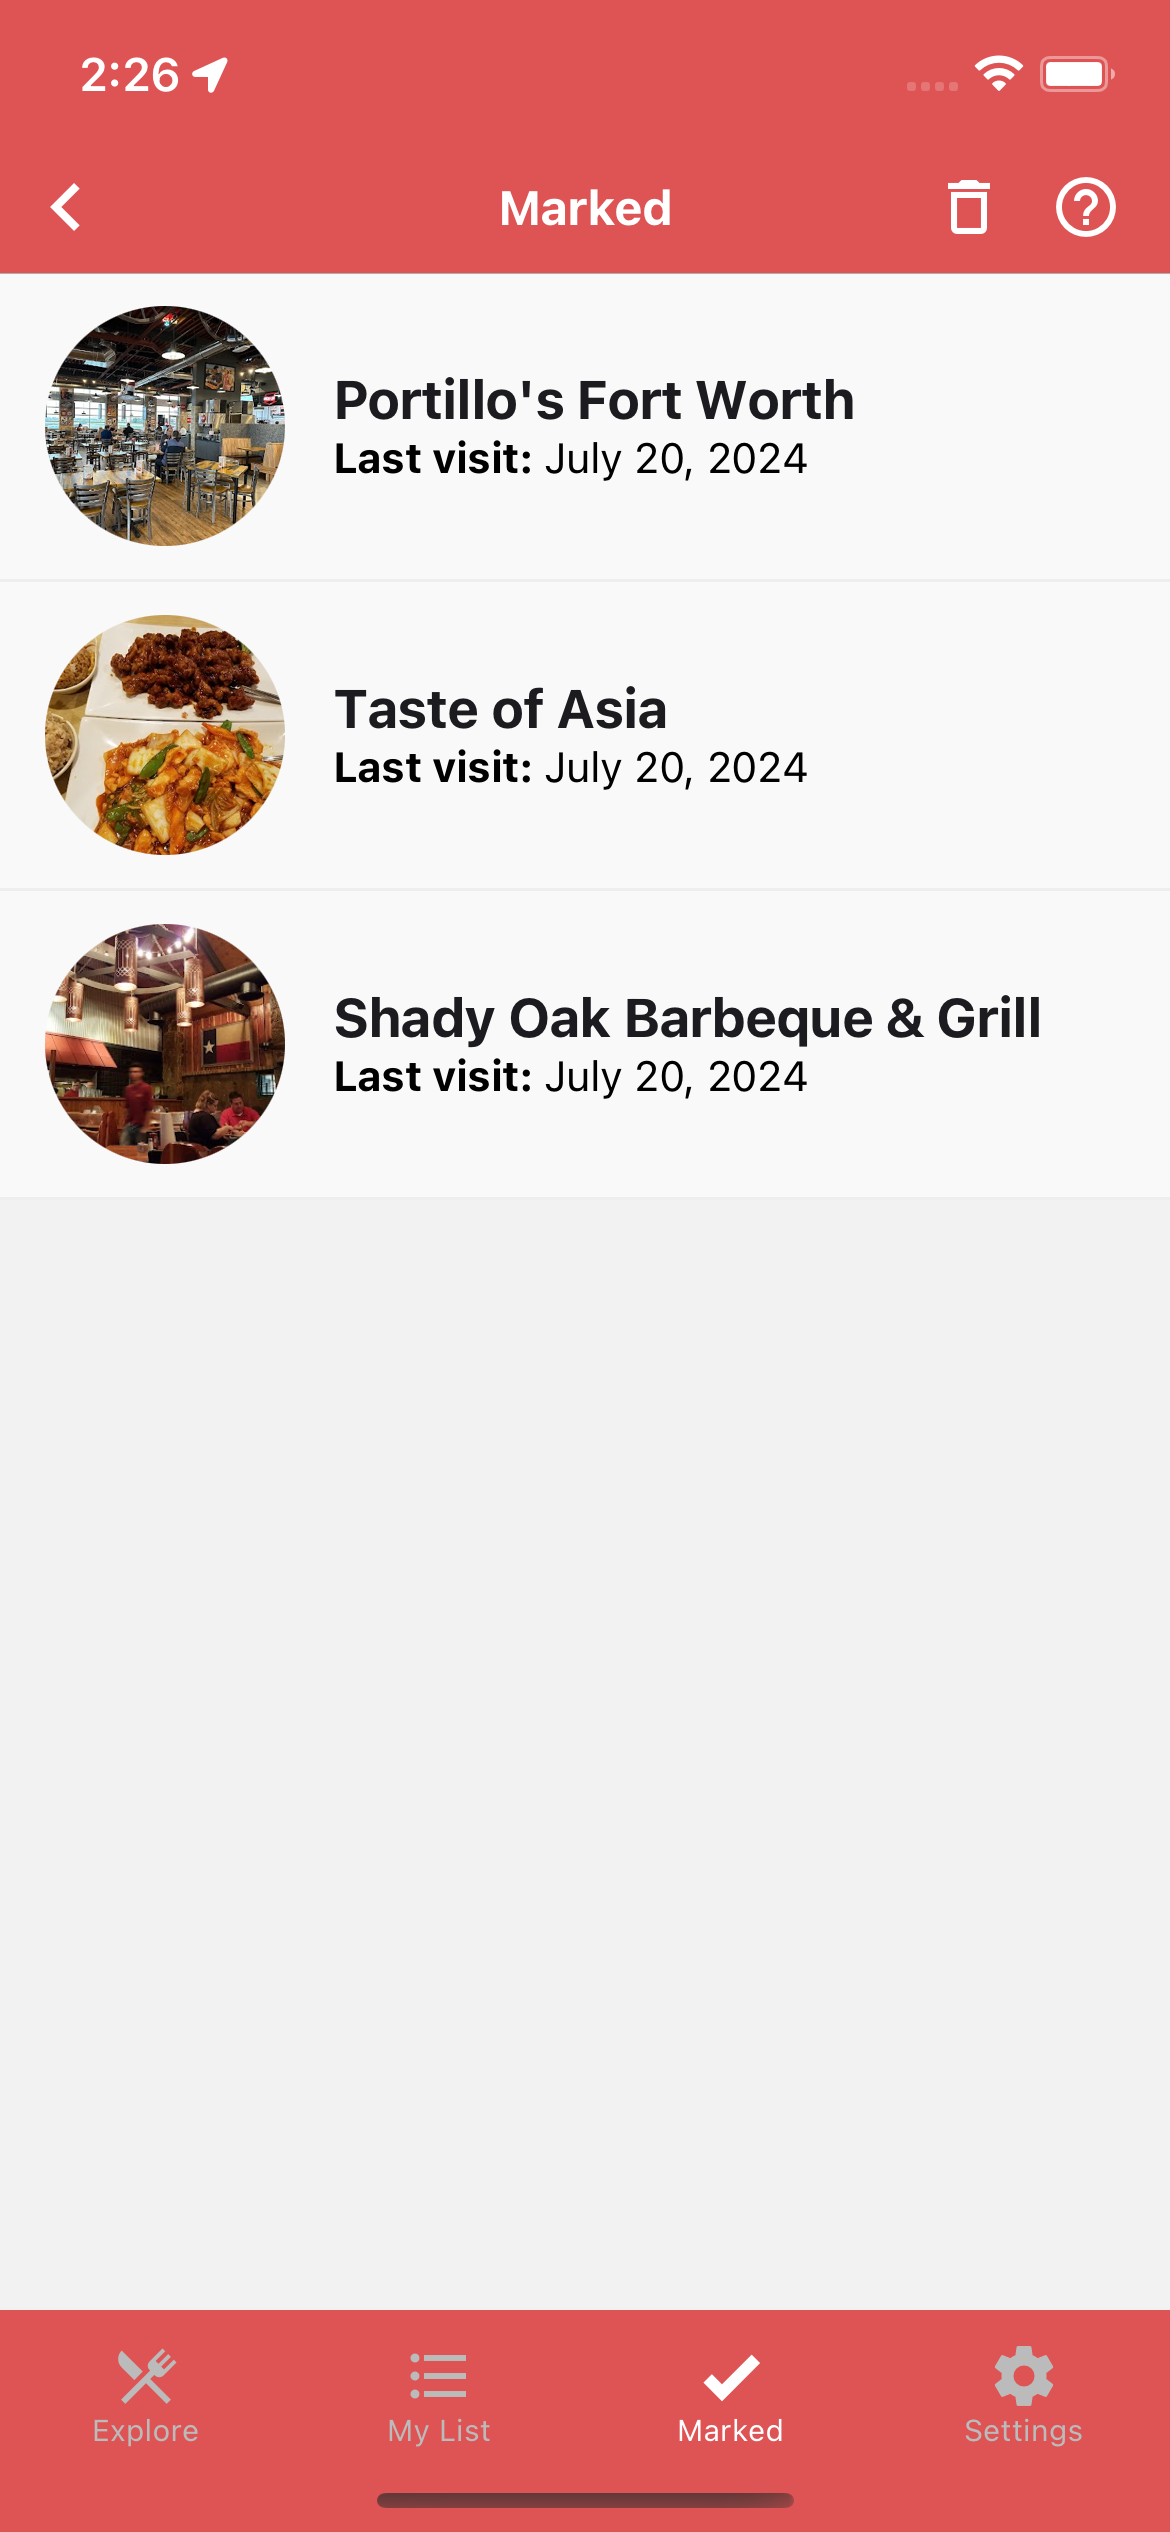 2:26
Marked
Portillo's Fort Worth
Last visit: July 20, 2024
Taste of Asia
Last visit: July 20, 2024
Shady Oak Barbeque & Grill
Last visit: July 20, 2024
Explore
My List
Marked
Settings